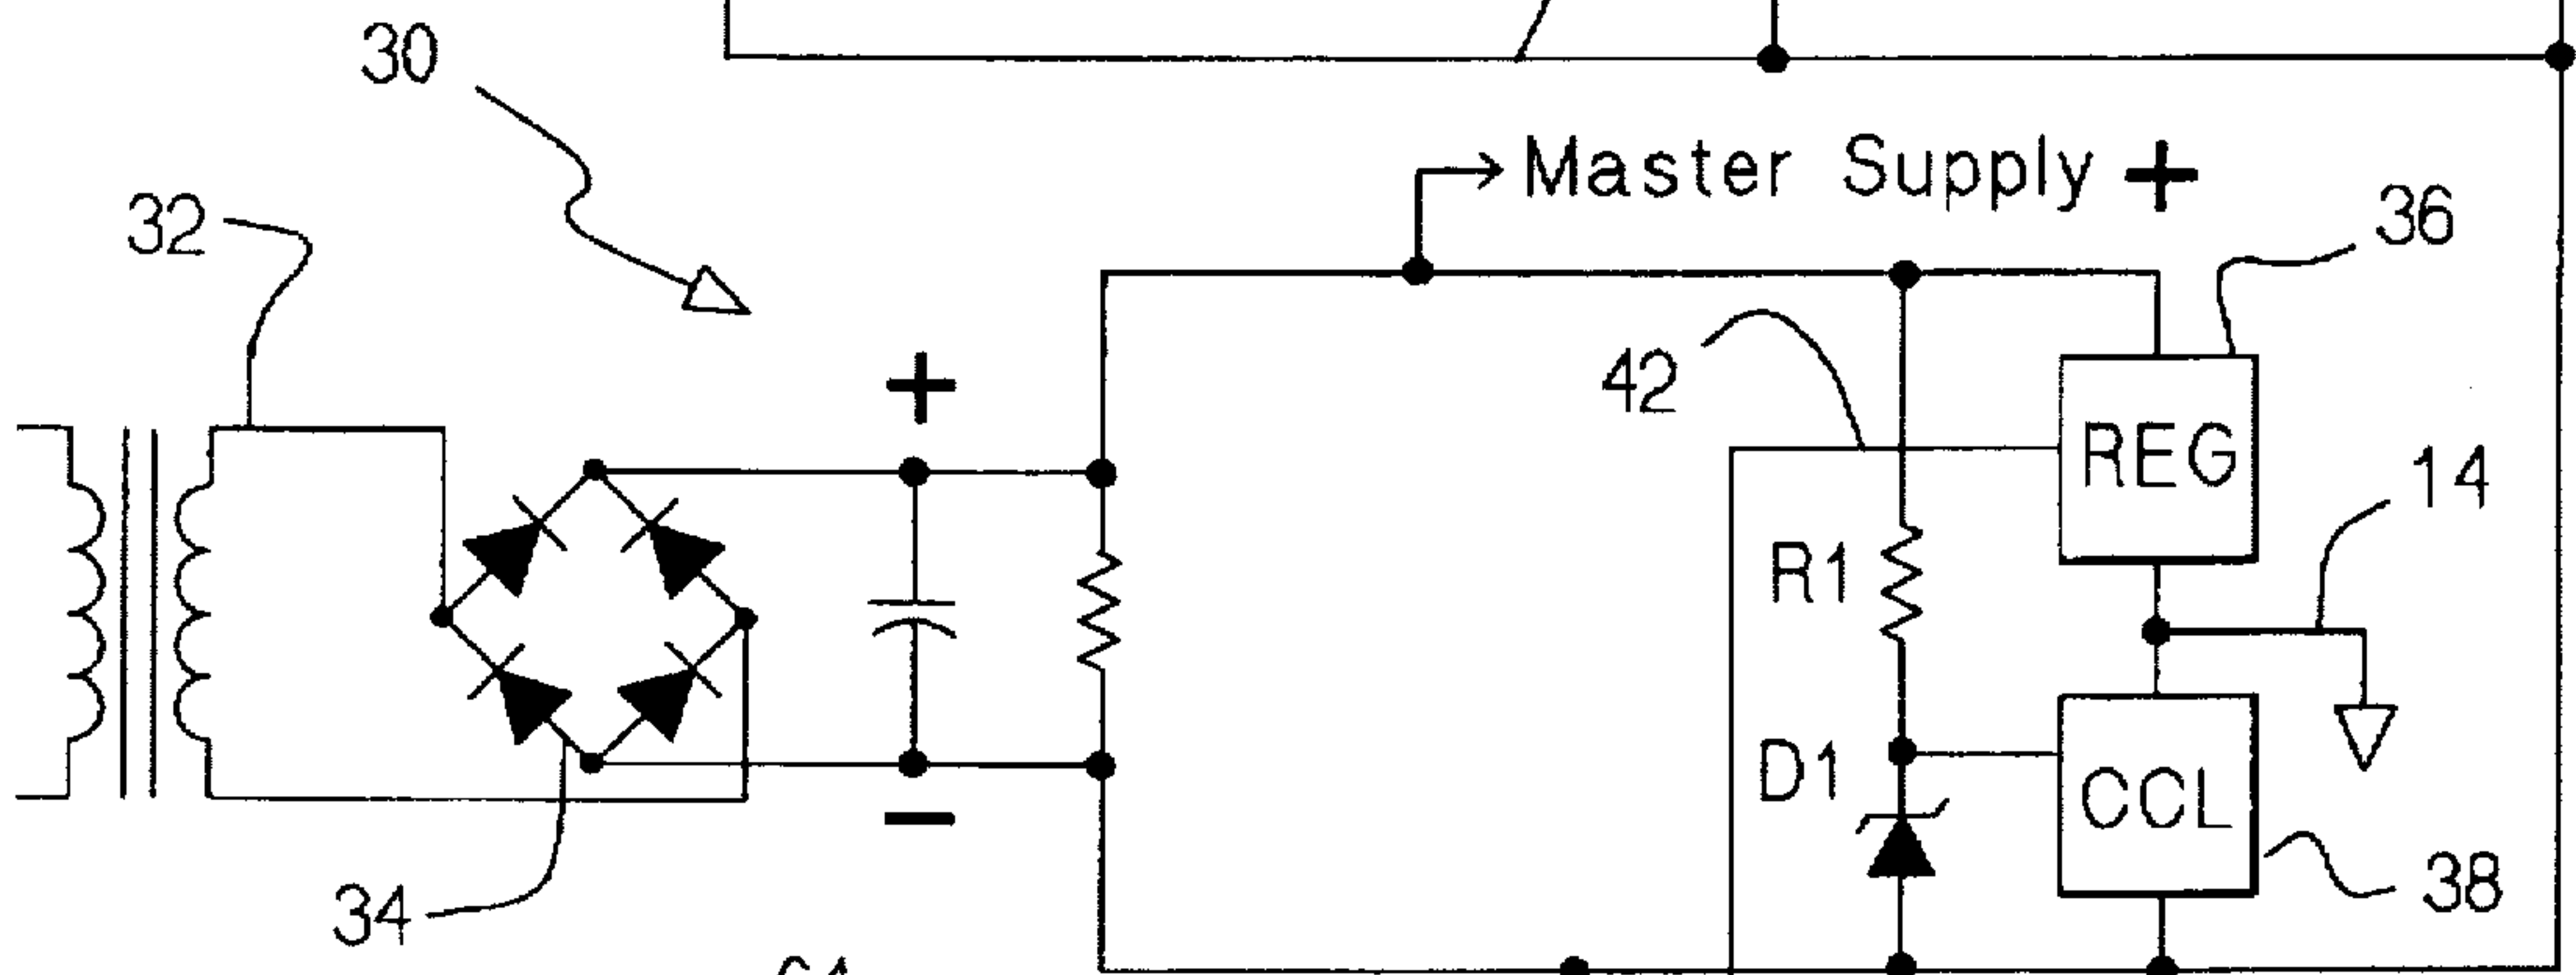 30
Master Supply +
32
36
+
42
REG
14
R1
D1
CCL
−
34
38